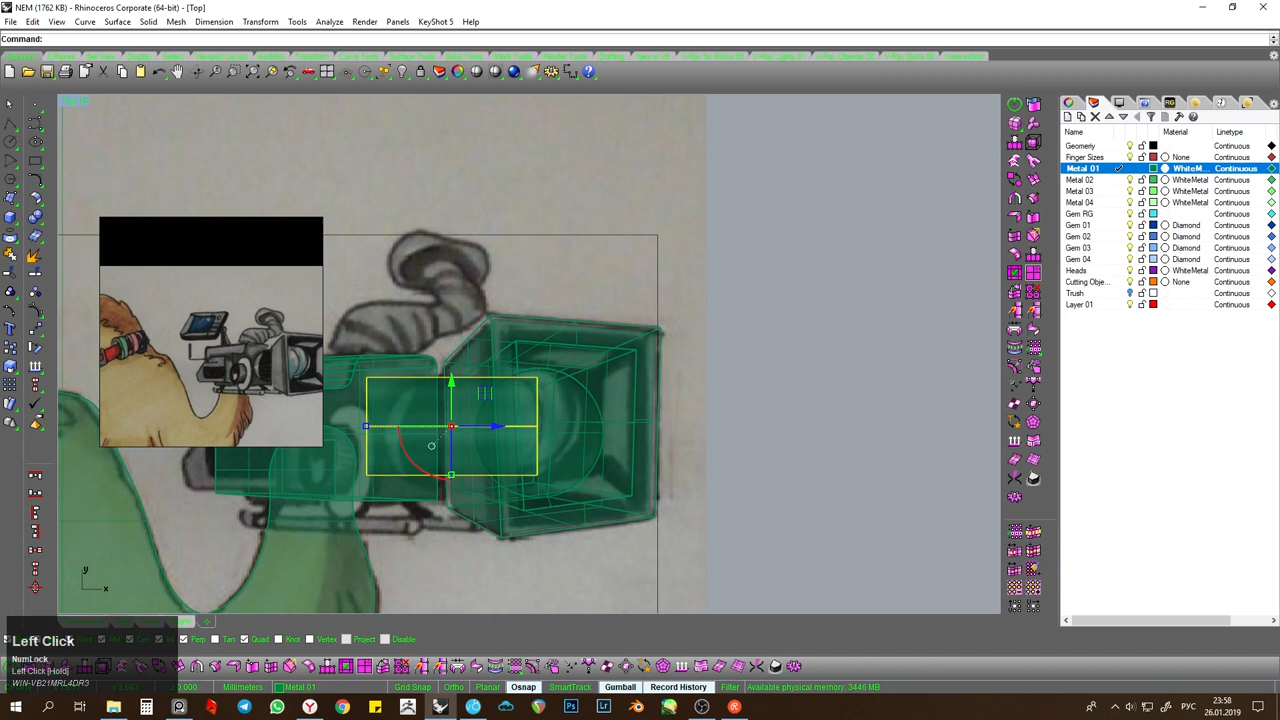 NEM (1762 KB) - Rhinoceros Corporate (64-bit) - [Top]
File Edit View Curve Surface Solid Mesh Dimension Transform Tools Analyze Render Panels KeyShot 5 Help
Command:
Name Material Linetype
Geomeriy Continuous
Finger Sizes None Continuous
Metal 01 WhiteM... Continuous
Metal 02 WhiteMetal Continuous
Metal 03 WhiteMetal Continuous
Metal 04 WhiteMetal Continuous
Gem RG Continuous
Gem 01 Diamond Continuous
Gem 02 Diamond Continuous
Gem 03 Diamond Continuous
Gem 04 Diamond Continuous
Heads WhiteMetal Continuous
Cutting Obje... None Continuous
Trush Continuous
Layer 01 Continuous
y
x
Left Click
NumLock
Left Click [Hold]
WIN-VB21MRL4DR3
Perp Tan Quad Knot Vertex Project Disable
Millimeters Metal 01 Grid Snap Ortho Planar Osnap SmartTrack Gumball Record History Filter Available physical memory: 3446 MB
РУС
23:58
26.01.2019